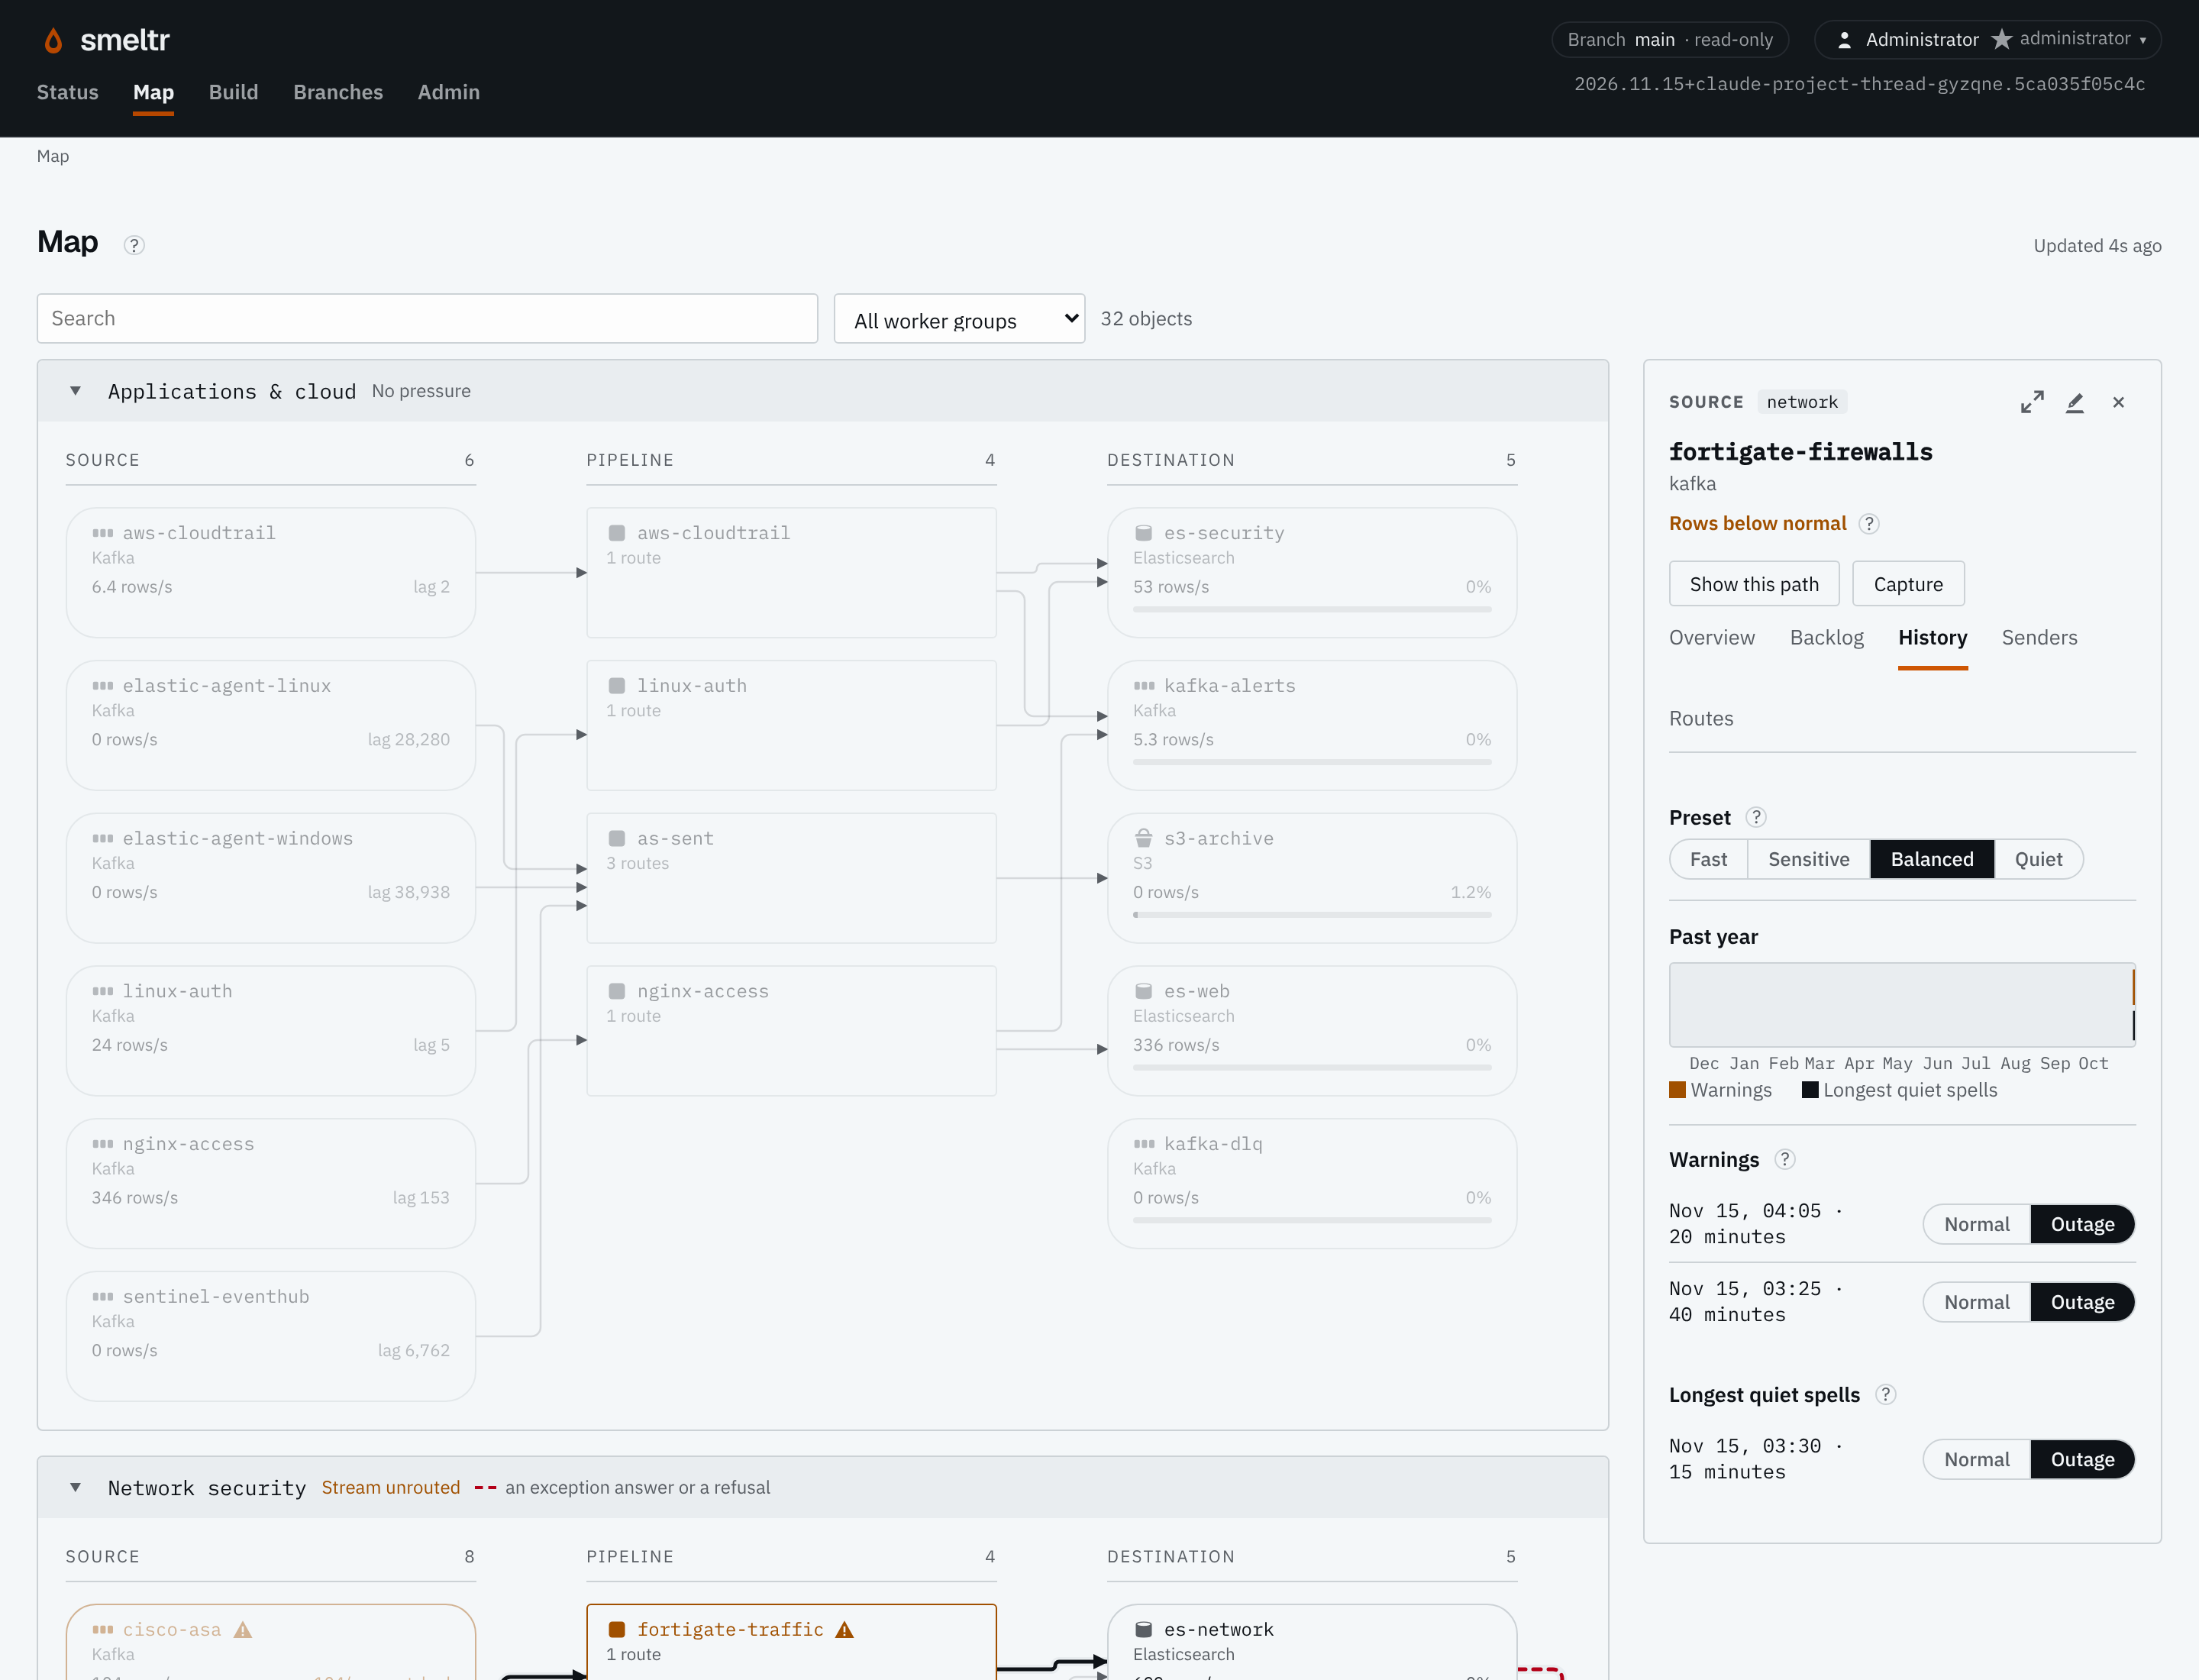 smeltr
Branch main · read-only
Administrator ★ administrator ▾
Status Map Build Branches Admin
2026.11.15+claude-project-thread-gyzqne.5ca035f05c4c
Map
Map ?
Updated 4s ago
Search
All worker groups
32 objects
▼ Applications & cloud No pressure
SOURCE 6
PIPELINE 4
DESTINATION 5
aws-cloudtrail
Kafka
6.4 rows/s lag 2
elastic-agent-linux
Kafka
0 rows/s lag 28,280
elastic-agent-windows
Kafka
0 rows/s lag 38,938
linux-auth
Kafka
24 rows/s lag 5
nginx-access
Kafka
346 rows/s lag 153
sentinel-eventhub
Kafka
0 rows/s lag 6,762
aws-cloudtrail
1 route
linux-auth
1 route
as-sent
3 routes
nginx-access
1 route
es-security
Elasticsearch
53 rows/s 0%
kafka-alerts
Kafka
5.3 rows/s 0%
s3-archive
S3
0 rows/s 1.2%
es-web
Elasticsearch
336 rows/s 0%
kafka-dlq
Kafka
0 rows/s 0%
▼ Network security Stream unrouted -- an exception answer or a refusal
SOURCE 8
PIPELINE 4
DESTINATION 5
cisco-asa
Kafka
fortigate-traffic
1 route
es-network
Elasticsearch
SOURCE network
fortigate-firewalls
kafka
Rows below normal ?
Show this path
Capture
Overview Backlog History Senders
Routes
Preset ?
Fast Sensitive Balanced Quiet
Past year
Dec Jan Feb Mar Apr May Jun Jul Aug Sep Oct
Warnings Longest quiet spells
Warnings ?
Nov 15, 04:05 ·
20 minutes
Normal Outage
Nov 15, 03:25 ·
40 minutes
Normal Outage
Longest quiet spells ?
Nov 15, 03:30 ·
15 minutes
Normal Outage